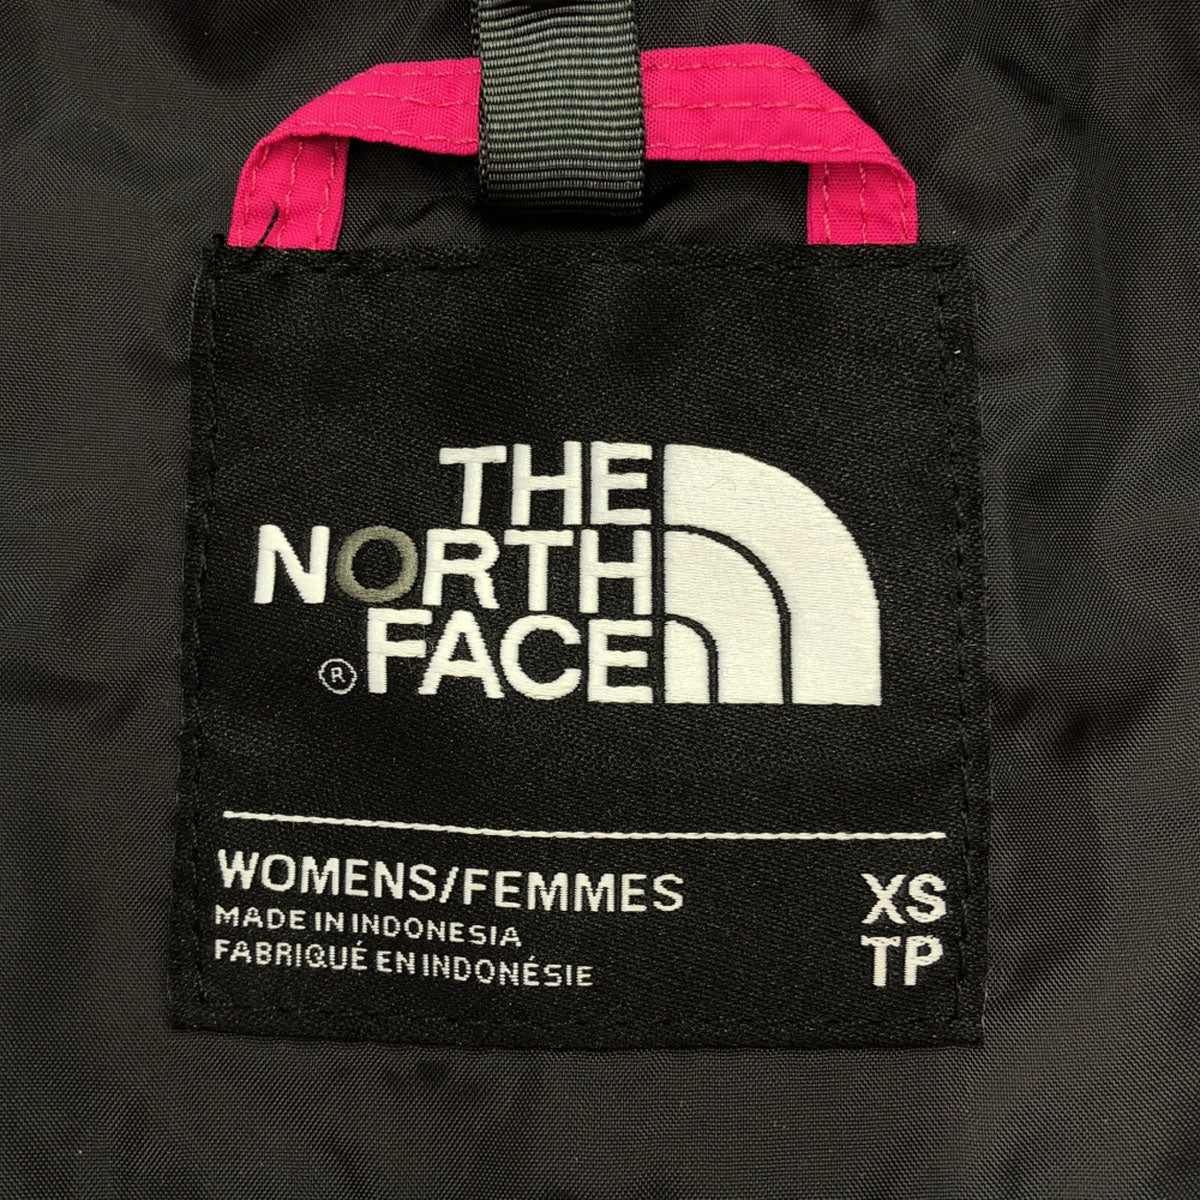 THE
NORTH
® FACE
WOMENS/FEMMES XS
MADE IN INDONESIA
FABRIQUÉ EN INDONÉSIE TP